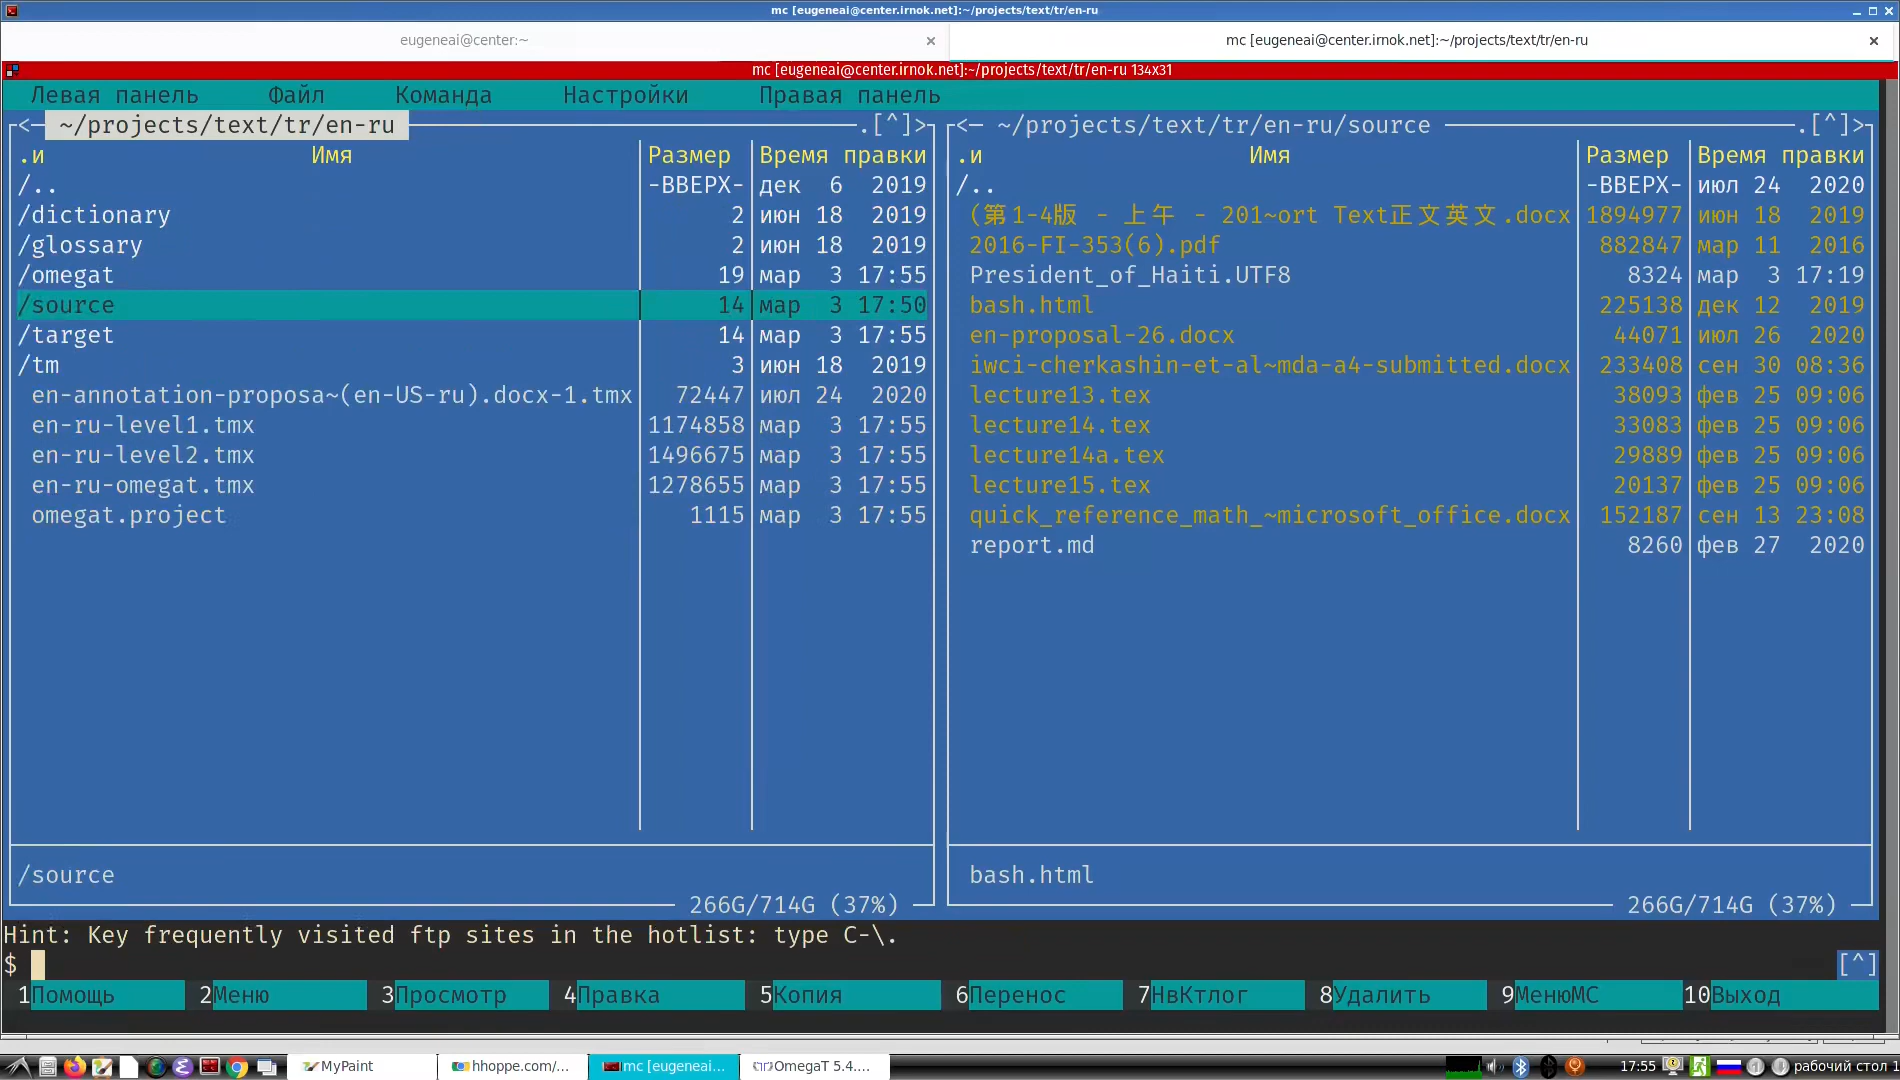 mc [eugeneai@center.irnok.net]:~/projects/text/tr/en-ru
eugeneai@center:~
mc [eugeneai@center.irnok.net]:~/projects/text/tr/en-ru
mc [eugeneai@center.irnok.net]:~/projects/text/tr/en-ru 134x31
Левая панель Файл Команда Настройки Правая панель
<─ ~/projects/text/tr/en-ru .[^]>
.и Имя Размер Время правки
/.. -ВВЕРХ- дек 6 2019
/dictionary 2 июн 18 2019
/glossary 2 июн 18 2019
/omegat 19 мар 3 17:55
/source 14 мар 3 17:50
/target 14 мар 3 17:55
/tm 3 июн 18 2019
en-annotation-proposa~(en-US-ru).docx-1.tmx 72447 июл 24 2020
en-ru-level1.tmx 1174858 мар 3 17:55
en-ru-level2.tmx 1496675 мар 3 17:55
en-ru-omegat.tmx 1278655 мар 3 17:55
omegat.project 1115 мар 3 17:55
/source
266G/714G (37%)
<─ ~/projects/text/tr/en-ru/source .[^]>
.и Имя Размер Время правки
/.. -ВВЕРХ- июл 24 2020
(第1-4版 - 上午 - 201~ort Text正文英文.docx 1894977 июн 18 2019
2016-FI-353(6).pdf 882847 мар 11 2016
President_of_Haiti.UTF8 8324 мар 3 17:19
bash.html 225138 дек 12 2019
en-proposal-26.docx 44071 июл 26 2020
iwci-cherkashin-et-al~mda-a4-submitted.docx 233408 сен 30 08:36
lecture13.tex 38093 фев 25 09:06
lecture14.tex 33083 фев 25 09:06
lecture14a.tex 29889 фев 25 09:06
lecture15.tex 20137 фев 25 09:06
quick_reference_math_~microsoft_office.docx 152187 сен 13 23:08
report.md 8260 фев 27 2020
bash.html
266G/714G (37%)
Hint: Key frequently visited ftp sites in the hotlist: type C-\.
$ [^]
1Помощь 2Меню 3Просмотр 4Правка 5Копия 6Перенос 7НвКтлог 8Удалить 9МенюМС 10Выход
MyPaint hhoppe.com/... mc [eugeneai... OmegaT 5.4.... 17:55 рабочий стол 1